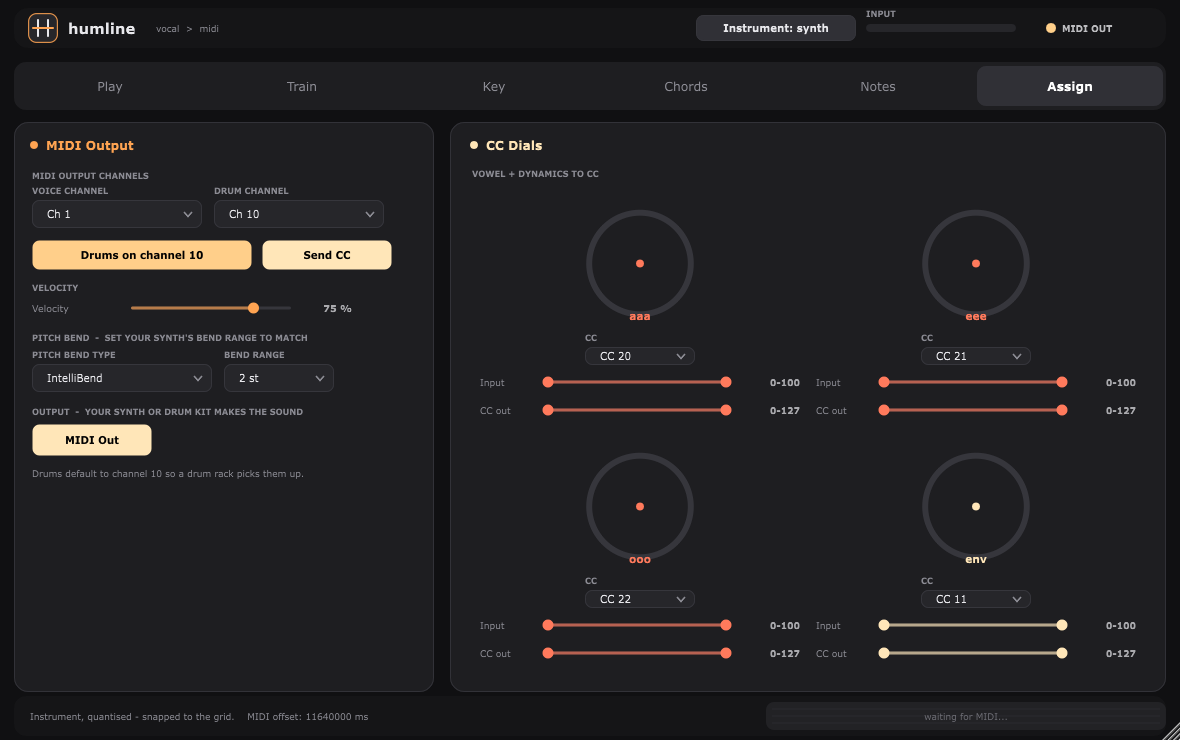 humline
vocal > midi
Instrument: synth
INPUT
MIDI OUT
Play
Train
Key
Chords
Notes
Assign
MIDI Output
MIDI OUTPUT CHANNELS
VOICE CHANNEL
DRUM CHANNEL
Ch 1
Ch 10
Drums on channel 10
Send CC
VELOCITY
Velocity
75 %
PITCH BEND - SET YOUR SYNTH'S BEND RANGE TO MATCH
PITCH BEND TYPE
BEND RANGE
IntelliBend
2 st
OUTPUT - YOUR SYNTH OR DRUM KIT MAKES THE SOUND
MIDI Out
Drums default to channel 10 so a drum rack picks them up.
CC Dials
VOWEL + DYNAMICS TO CC
aaa
CC
CC 20
Input
0-100
CC out
0-127
eee
CC
CC 21
Input
0-100
CC out
0-127
ooo
CC
CC 22
Input
0-100
CC out
0-127
env
CC
CC 11
Input
0-100
CC out
0-127
Instrument, quantised - snapped to the grid.
MIDI offset: 11640000 ms
waiting for MIDI...